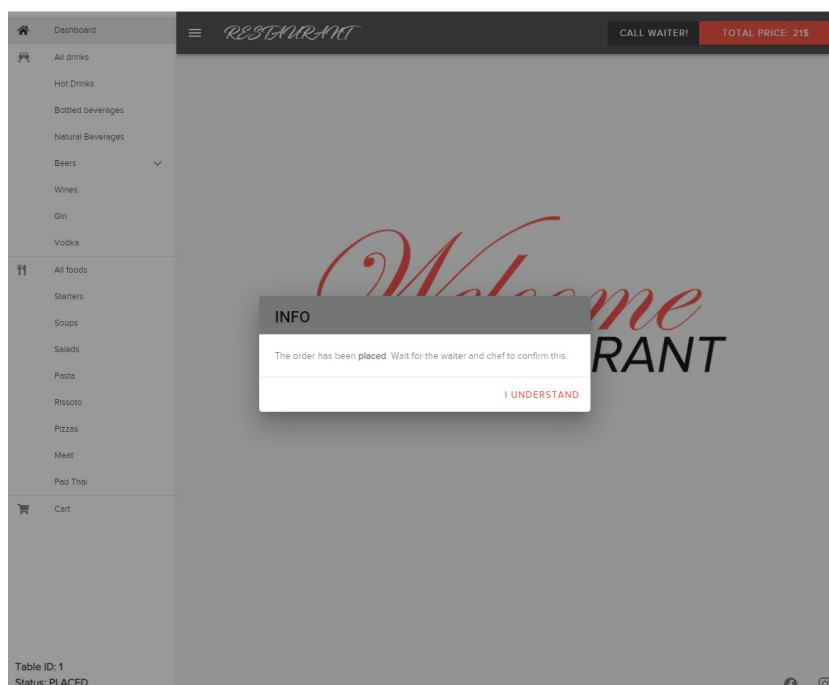 Dashboard
RESTAURANT
CALL WAITER!
TOTAL PRICE: 21$
All drinks
Hot Drinks
Bottled beverages
Natural Beverages
Beers
Wines
Gin
Vodka
All foods
Starters
Soups
Salads
Pasta
Rissoto
Pizzas
Meat
Pad Thai
Cart
Welcome
RANT
INFO
The order has been placed. Wait for the waiter and chef to confirm this.
I UNDERSTAND
Table ID: 1
Status: PLACED